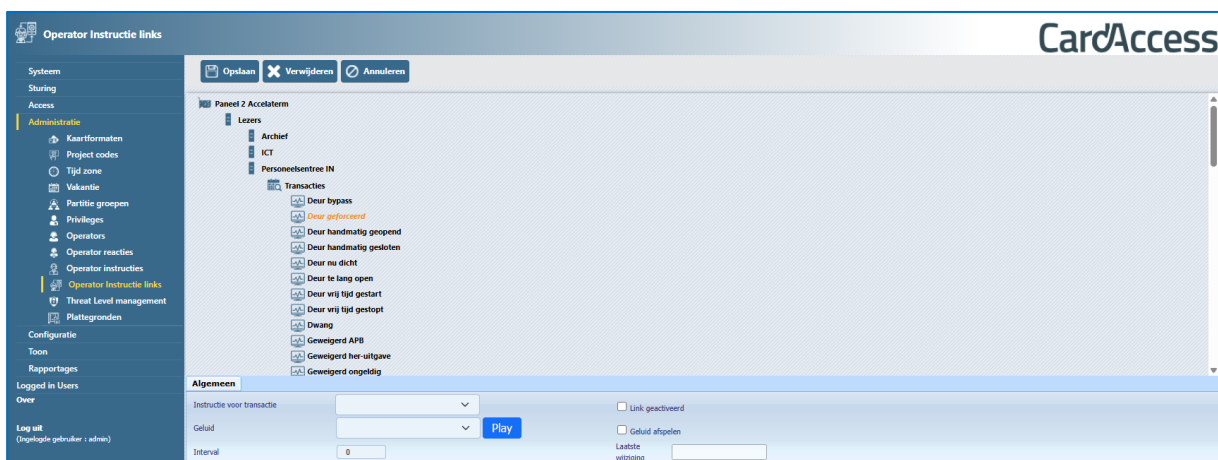 Operator Instructie links
CardAccess
Systeem
Sturing
Access
Administratie
Kaartformaten
Project codes
Tijd zone
Vakantie
Partitie groepen
Privileges
Operators
Operator reacties
Operator instructies
Operator Instructie links
Threat Level management
Plattegronden
Configuratie
Toon
Rapportages
Logged in Users
Over
Log uit
(Ingelogde gebruiker : admin)
Opslaan Verwijderen Annuleren
Paneel 2 Accelaterm
Lezers
Archief
ICT
Personeelsentree IN
Transacties
Deur bypass
Deur geforceerd
Deur handmatig geopend
Deur handmatig gesloten
Deur nu dicht
Deur te lang open
Deur vrij tijd gestart
Deur vrij tijd gestopt
Dwang
Geweigerd APB
Geweigerd her-uitgave
Geweigerd ongeldig
Algemeen
Instructie voor transactie
Link geactiveerd
Geluid
Play
Geluid afspelen
Interval
0
Laatste
wijziging